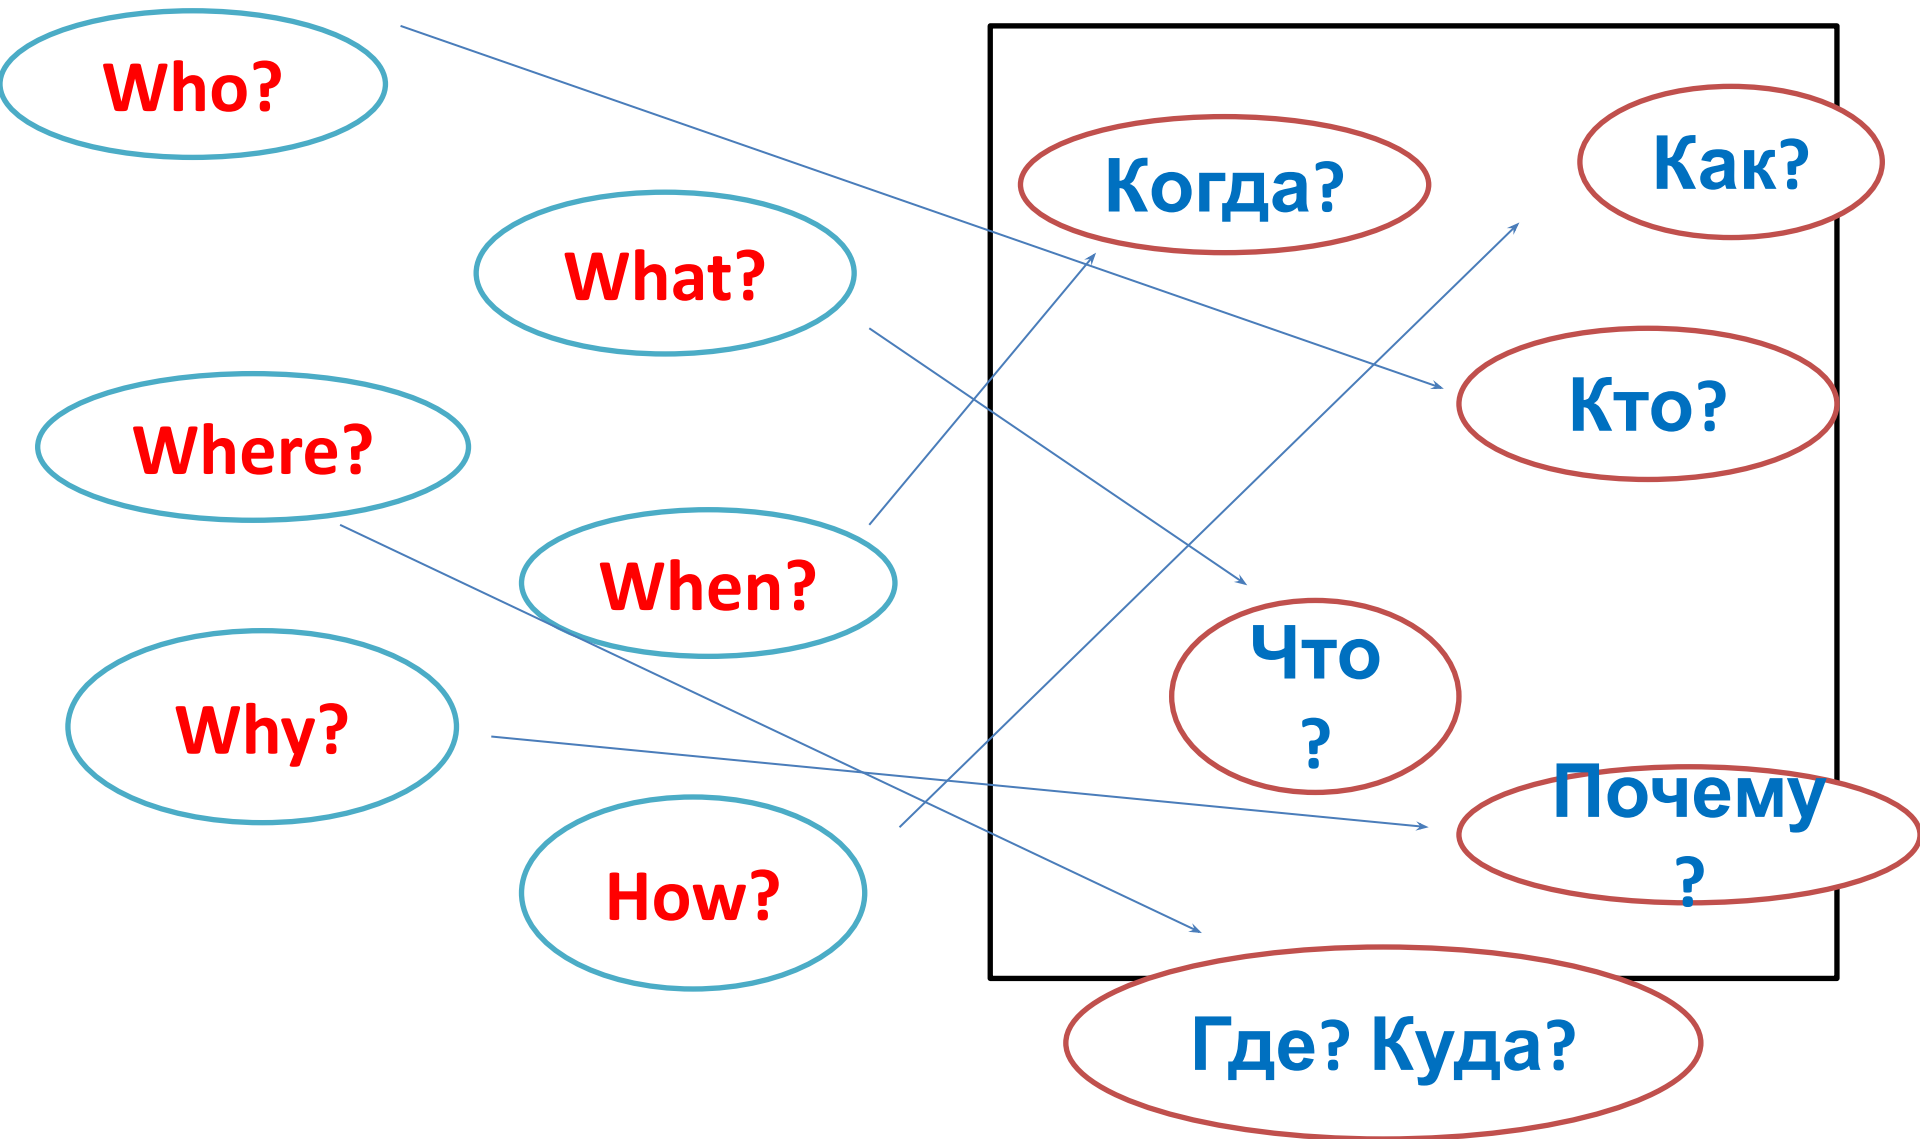 Who?
What?
Where?
When?
Why?
How?
Когда?
Как?
Кто?
Что
?
Почему
?
Где? Куда?